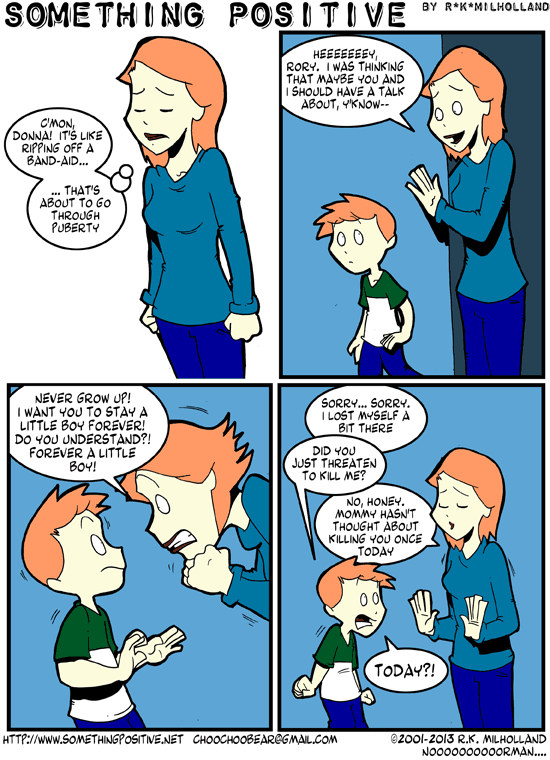 SOMETHING POSITIVE BY R*K*MILHOLLAND
C'MON,
DONNA! IT'S LIKE
RIPPING OFF A
BAND-AID...
... THAT'S
ABOUT TO GO
THROUGH
PUBERTY
HEEEEEEEY,
RORY. I WAS THINKING
THAT MAYBE YOU AND
I SHOULD HAVE A TALK
ABOUT, Y'KNOW--
NEVER GROW UP!
I WANT YOU TO STAY A
LITTLE BOY FOREVER!
DO YOU UNDERSTAND?!
FOREVER A LITTLE
BOY!
SORRY... SORRY.
I LOST MYSELF A
BIT THERE
DID YOU
JUST THREATEN
TO KILL ME?
NO, HONEY.
MOMMY HASN'T
THOUGHT ABOUT
KILLING YOU ONCE
TODAY
TODAY?!
HTTP://WWW.SOMETHINGPOSITIVE.NET CHOOCHOOBEAR@GMAIL.COM
©2001-2013 R.K. MILHOLLAND
NOOOOOOOOOORMAN....